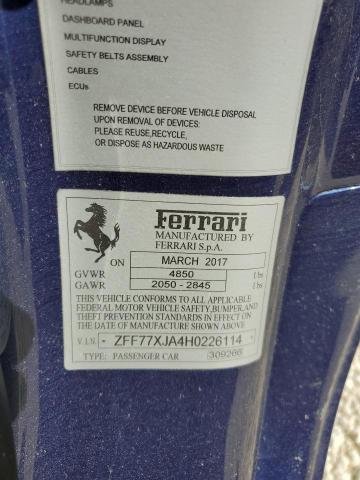 HEADLAMPS
DASHBOARD PANEL
MULTIFUNCTION DISPLAY
SAFETY BELTS ASSEMBLY
CABLES
ECUs
REMOVE DEVICE BEFORE VEHICLE DISPOSAL
UPON REMOVAL OF DEVICES:
PLEASE REUSE,RECYCLE,
OR DISPOSE AS HAZARDOUS WASTE
Ferrari
MANUFACTURED BY
FERRARI S.p.A.
ON MARCH 2017
GVWR 4850 lbs
GAWR 2050 - 2845 lbs
THIS VEHICLE CONFORMS TO ALL APPLICABLE
FEDERAL MOTOR VEHICLE SAFETY,BUMPER,AND
THEFT PREVENTION STANDARDS IN EFFECT ON
THE DATE OF MANUFACTURE SHOWN ABOVE
V.I.N. - ZFF77XJA4H0226114 -
TYPE: PASSENGER CAR 309266